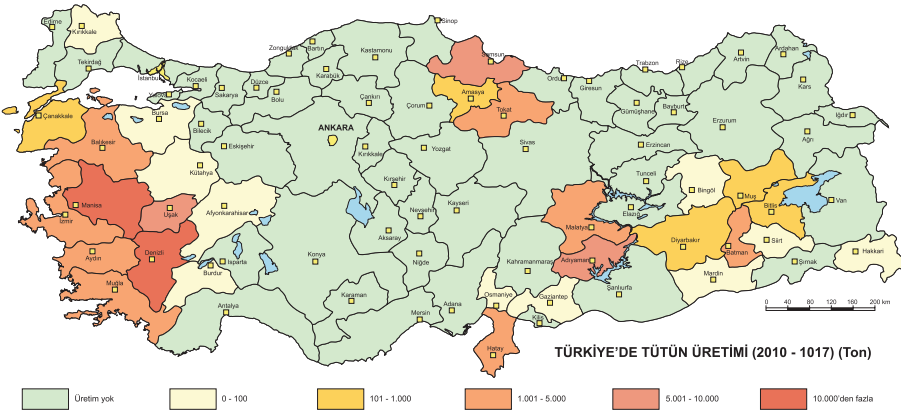 Edirne
Kırıkkale
Tekirdağ
İstanbul
Kocaeli
Yalova
Sakarya
Düzce
Bolu
Zonguldak
Bartın
Karabük
Kastamonu
Sinop
Samsun
Çankırı
Çorum
Amasya
Tokat
Ordu
Giresun
Trabzon
Rize
Artvin
Ardahan
Kars
Gümüşhane
Bayburt
Erzurum
Iğdır
Ağrı
Çanakkale
Balıkesir
Bursa
Bilecik
Eskişehir
ANKARA
Kırıkkale
Yozgat
Sivas
Erzincan
Kütahya
Manisa
İzmir
Uşak
Afyonkarahisar
Kırşehir
Nevşehir
Kayseri
Aksaray
Niğde
Tunceli
Elazığ
Bingöl
Muş
Bitlis
Van
Malatya
Adıyaman
Diyarbakır
Batman
Siirt
Şırnak
Hakkari
Mardin
Şanlıurfa
Aydın
Denizli
Muğla
Burdur
Isparta
Konya
Antalya
Karaman
Mersin
Adana
Kahramanmaraş
Osmaniye
Gaziantep
Kilis
Hatay
0 40 80 120 160 200 km
TÜRKİYE'DE TÜTÜN ÜRETİMİ (2010 - 1017) (Ton)
Üretim yok
0 - 100
101 - 1.000
1.001 - 5.000
5.001 - 10.000
10.000'den fazla